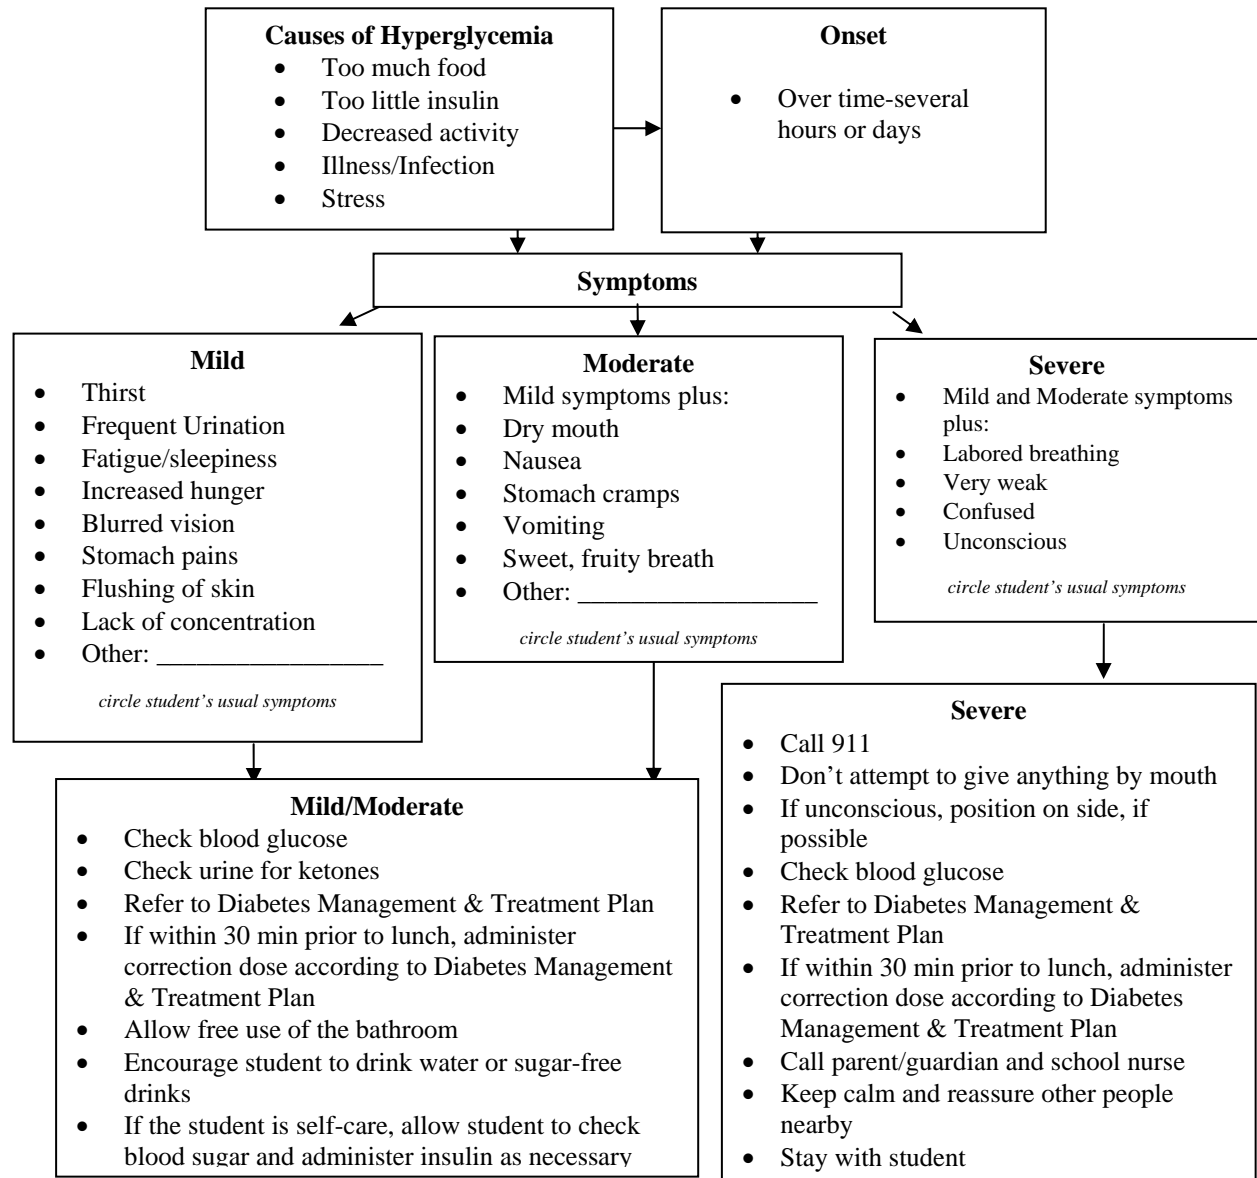 Causes of Hyperglycemia
• Too much food
• Too little insulin
• Decreased activity
• Illness/Infection
• Stress
Onset
• Over time-several
hours or days
Symptoms
Mild
• Thirst
• Frequent Urination
• Fatigue/sleepiness
• Increased hunger
• Blurred vision
• Stomach pains
• Flushing of skin
• Lack of concentration
• Other: _________________
circle student’s usual symptoms
Moderate
• Mild symptoms plus:
• Dry mouth
• Nausea
• Stomach cramps
• Vomiting
• Sweet, fruity breath
• Other: __________________
circle student’s usual symptoms
Severe
• Mild and Moderate symptoms
plus:
• Labored breathing
• Very weak
• Confused
• Unconscious
circle student’s usual symptoms
Mild/Moderate
• Check blood glucose
• Check urine for ketones
• Refer to Diabetes Management & Treatment Plan
• If within 30 min prior to lunch, administer
correction dose according to Diabetes Management
& Treatment Plan
• Allow free use of the bathroom
• Encourage student to drink water or sugar-free
drinks
• If the student is self-care, allow student to check
blood sugar and administer insulin as necessary
Severe
• Call 911
• Don’t attempt to give anything by mouth
• If unconscious, position on side, if
possible
• Check blood glucose
• Refer to Diabetes Management &
Treatment Plan
• If within 30 min prior to lunch, administer
correction dose according to Diabetes
Management & Treatment Plan
• Call parent/guardian and school nurse
• Keep calm and reassure other people
nearby
• Stay with student